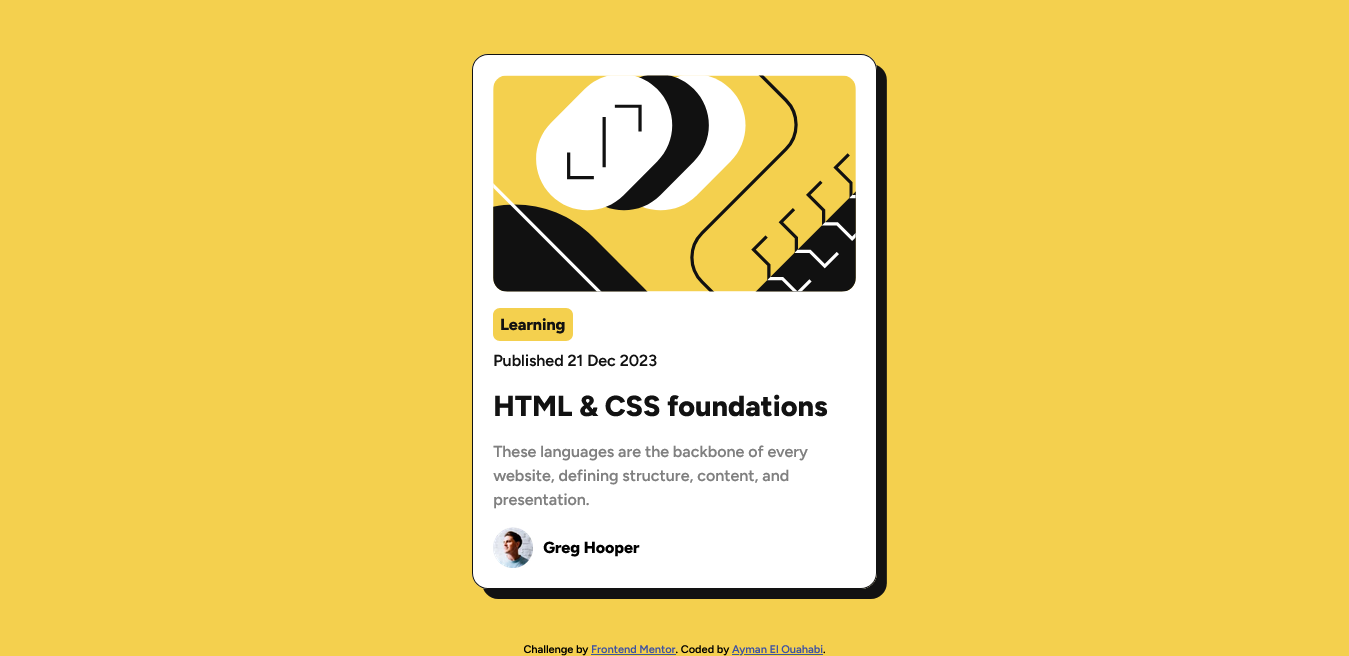 Learning
Published 21 Dec 2023
HTML & CSS foundations
These languages are the backbone of every
website, defining structure, content, and
presentation.
Greg Hooper
Challenge by Frontend Mentor. Coded by Ayman El Ouahabi.